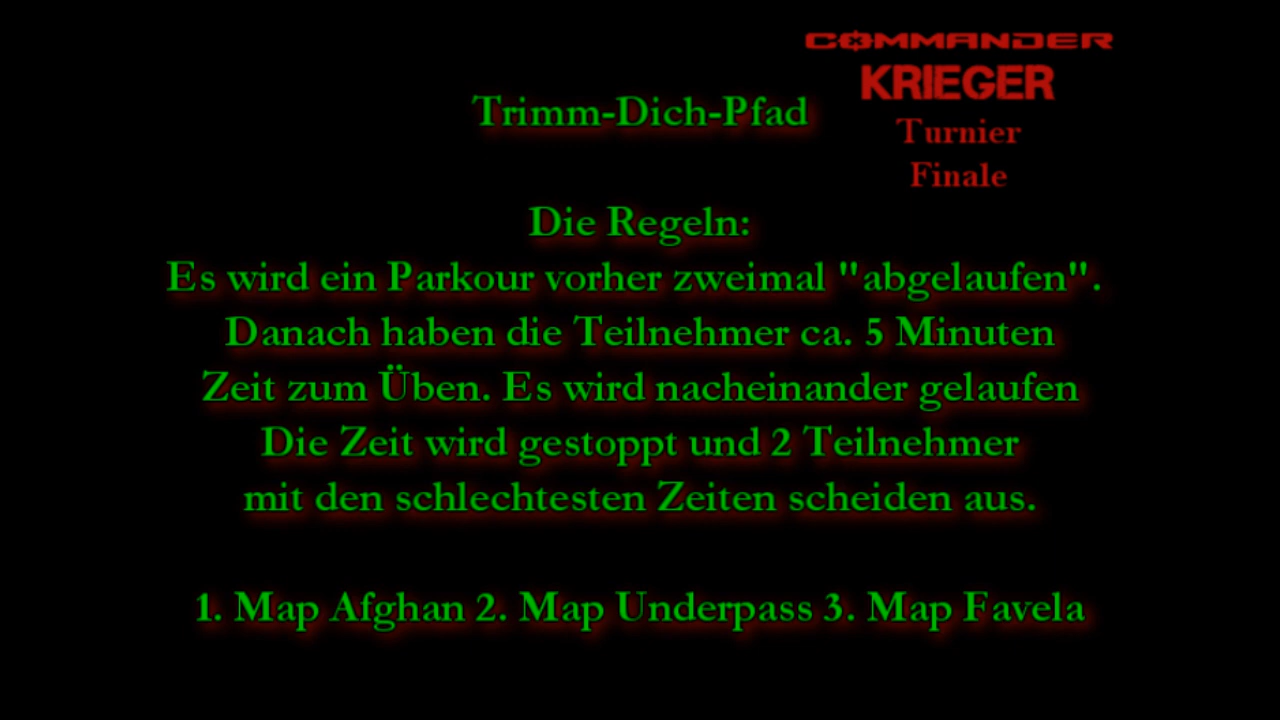 COMMANDER
KRIEGER
Turnier
Finale
Trimm-Dich-Pfad
Die Regeln:
Es wird ein Parkour vorher zweimal "abgelaufen".
Danach haben die Teilnehmer ca. 5 Minuten
Zeit zum Üben. Es wird nacheinander gelaufen
Die Zeit wird gestoppt und 2 Teilnehmer
mit den schlechtesten Zeiten scheiden aus.
1. Map Afghan 2. Map Underpass 3. Map Favela